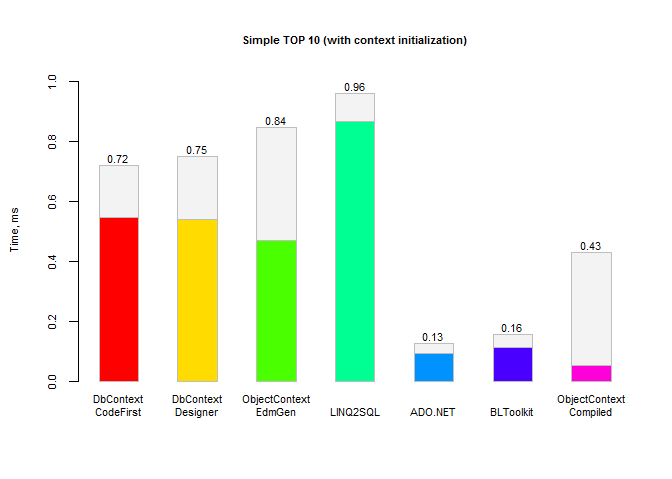 Simple TOP 10 (with context initialization)
Time, ms
1.0
0.8
0.6
0.4
0.2
0.0
0.72
0.75
0.84
0.96
0.13
0.16
0.43
DbContext
CodeFirst
DbContext
Designer
ObjectContext
EdmGen
LINQ2SQL
ADO.NET
BLToolkit
ObjectContext
Compiled